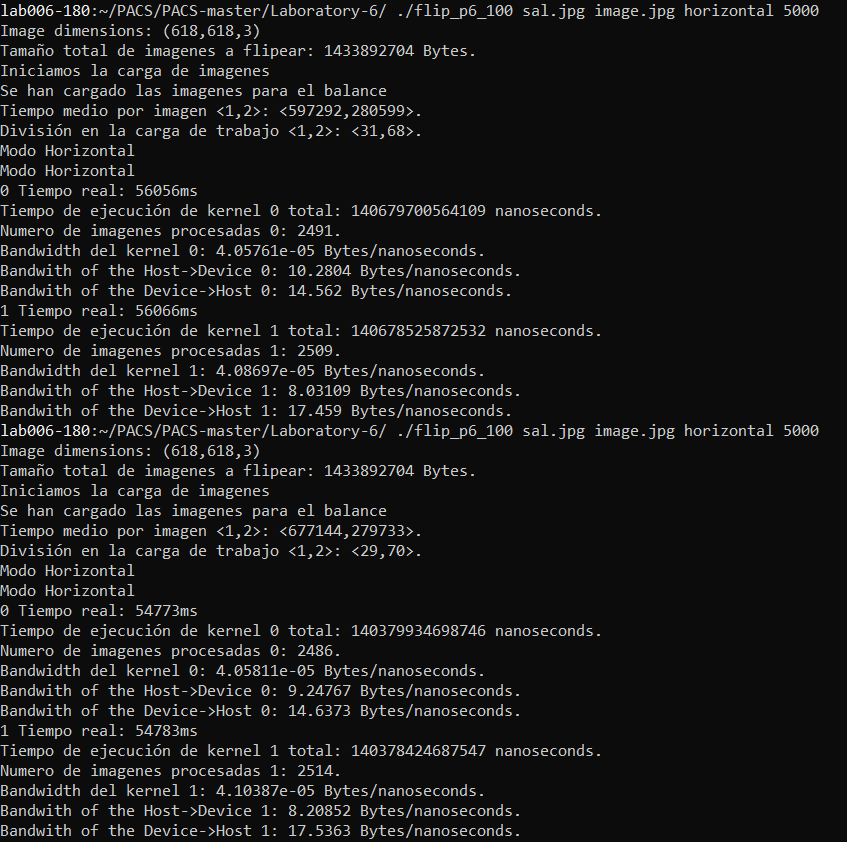 lab006-180:~/PACS/PACS-master/Laboratory-6/ ./flip_p6_100 sal.jpg image.jpg horizontal 5000
Image dimensions: (618,618,3)
Tamaño total de imagenes a flipear: 1433892704 Bytes.
Iniciamos la carga de imagenes
Se han cargado las imagenes para el balance
Tiempo medio por imagen <1,2>: <597292,280599>.
División en la carga de trabajo <1,2>: <31,68>.
Modo Horizontal
Modo Horizontal
0 Tiempo real: 56056ms
Tiempo de ejecución de kernel 0 total: 140679700564109 nanoseconds.
Numero de imagenes procesadas 0: 2491.
Bandwidth del kernel 0: 4.05761e-05 Bytes/nanoseconds.
Bandwith of the Host->Device 0: 10.2804 Bytes/nanoseconds.
Bandwith of the Device->Host 0: 14.562 Bytes/nanoseconds.
1 Tiempo real: 56066ms
Tiempo de ejecución de kernel 1 total: 140678525872532 nanoseconds.
Numero de imagenes procesadas 1: 2509.
Bandwidth del kernel 1: 4.08697e-05 Bytes/nanoseconds.
Bandwith of the Host->Device 1: 8.03109 Bytes/nanoseconds.
Bandwith of the Device->Host 1: 17.459 Bytes/nanoseconds.
lab006-180:~/PACS/PACS-master/Laboratory-6/ ./flip_p6_100 sal.jpg image.jpg horizontal 5000
Image dimensions: (618,618,3)
Tamaño total de imagenes a flipear: 1433892704 Bytes.
Iniciamos la carga de imagenes
Se han cargado las imagenes para el balance
Tiempo medio por imagen <1,2>: <677144,279733>.
División en la carga de trabajo <1,2>: <29,70>.
Modo Horizontal
Modo Horizontal
0 Tiempo real: 54773ms
Tiempo de ejecución de kernel 0 total: 140379934698746 nanoseconds.
Numero de imagenes procesadas 0: 2486.
Bandwidth del kernel 0: 4.05811e-05 Bytes/nanoseconds.
Bandwith of the Host->Device 0: 9.24767 Bytes/nanoseconds.
Bandwith of the Device->Host 0: 14.6373 Bytes/nanoseconds.
1 Tiempo real: 54783ms
Tiempo de ejecución de kernel 1 total: 140378424687547 nanoseconds.
Numero de imagenes procesadas 1: 2514.
Bandwidth del kernel 1: 4.10387e-05 Bytes/nanoseconds.
Bandwith of the Host->Device 1: 8.20852 Bytes/nanoseconds.
Bandwith of the Device->Host 1: 17.5363 Bytes/nanoseconds.